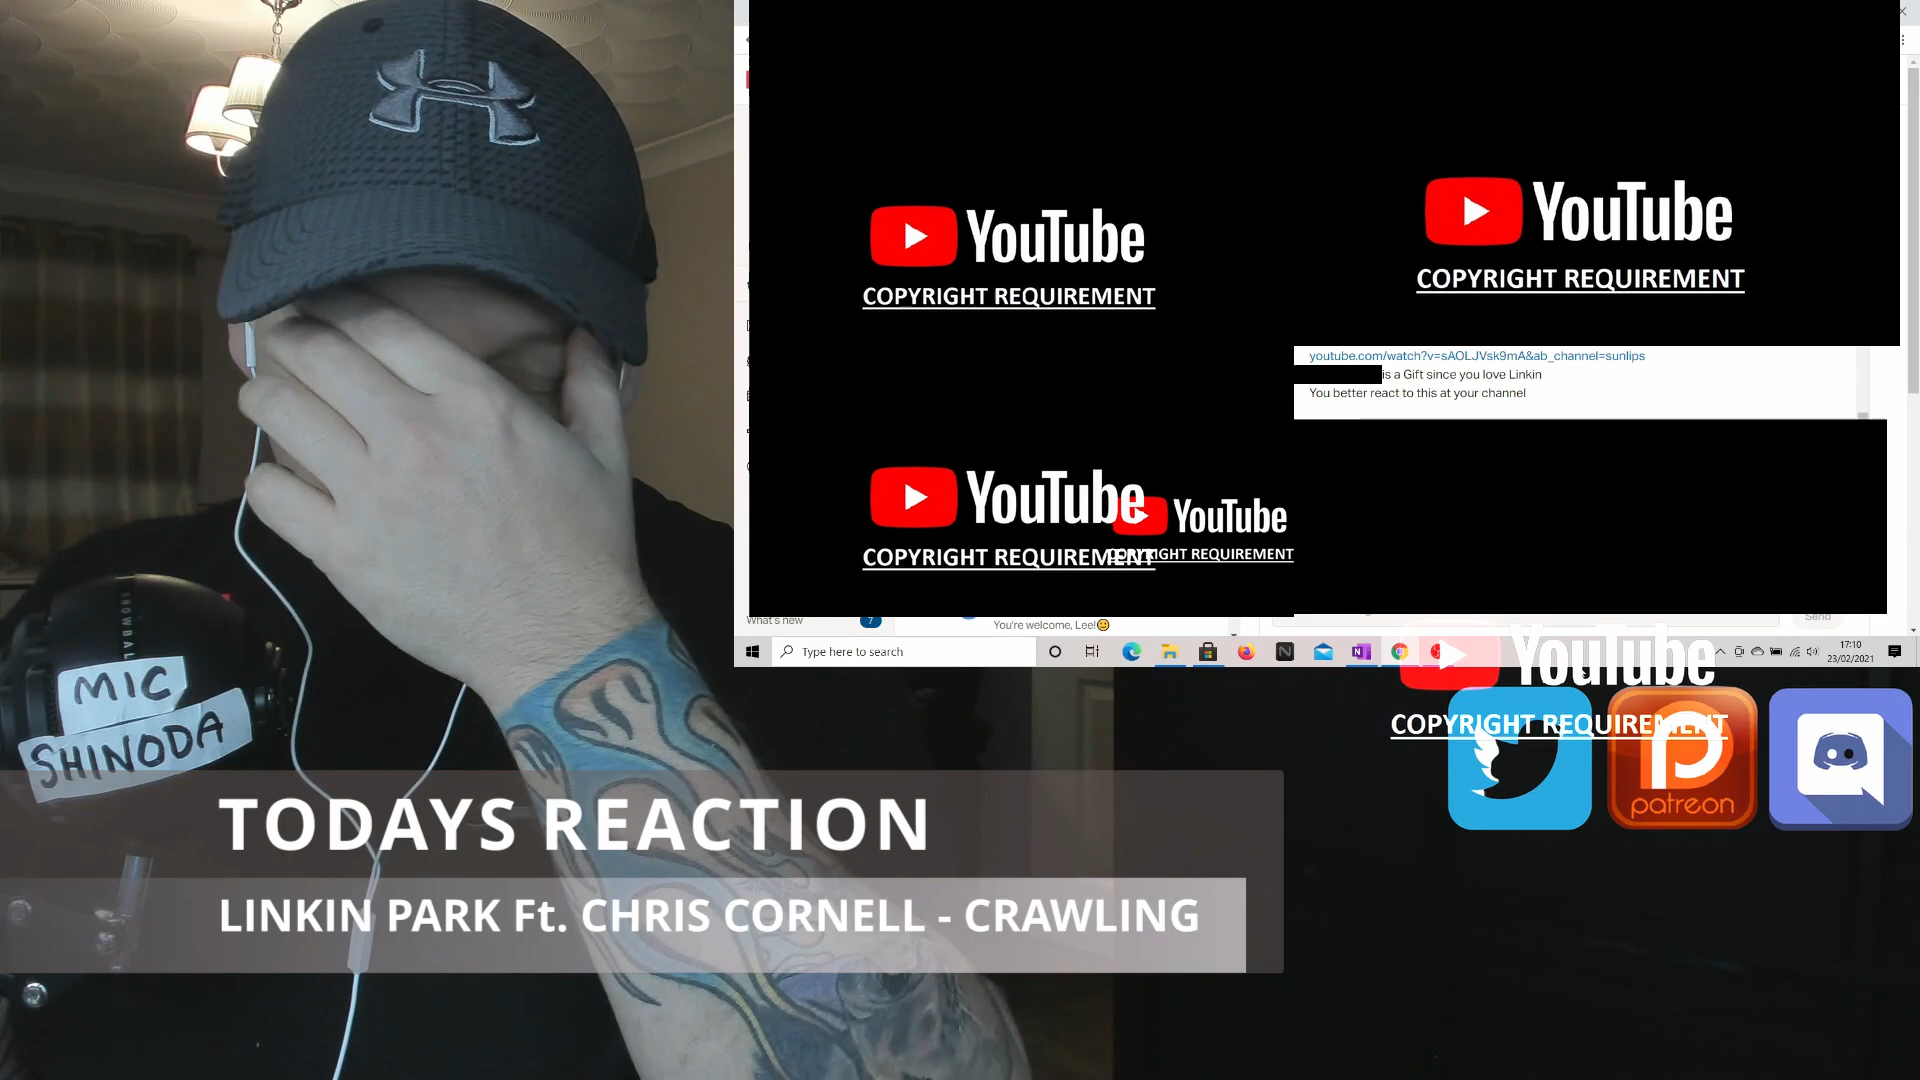 YouTube
COPYRIGHT REQUIREMENT
YouTube
COPYRIGHT REQUIREMENT
youtube.com/watch?v=sAOLJVsk9mA&ab_channel=sunlips
is a Gift since you love Linkin
You better react to this at your channel
YouTube
COPYRIGHT REQUIREMENT
YouTube
COPYRIGHT REQUIREMENT
What's new
7
You're welcome, Lee!
Send
Type here to search
17:10
23/02/2021
YouTube
COPYRIGHT REQUIREMENT
patreon
SNOWBALL
MIC
SHINODA
TODAYS REACTION
LINKIN PARK Ft. CHRIS CORNELL - CRAWLING